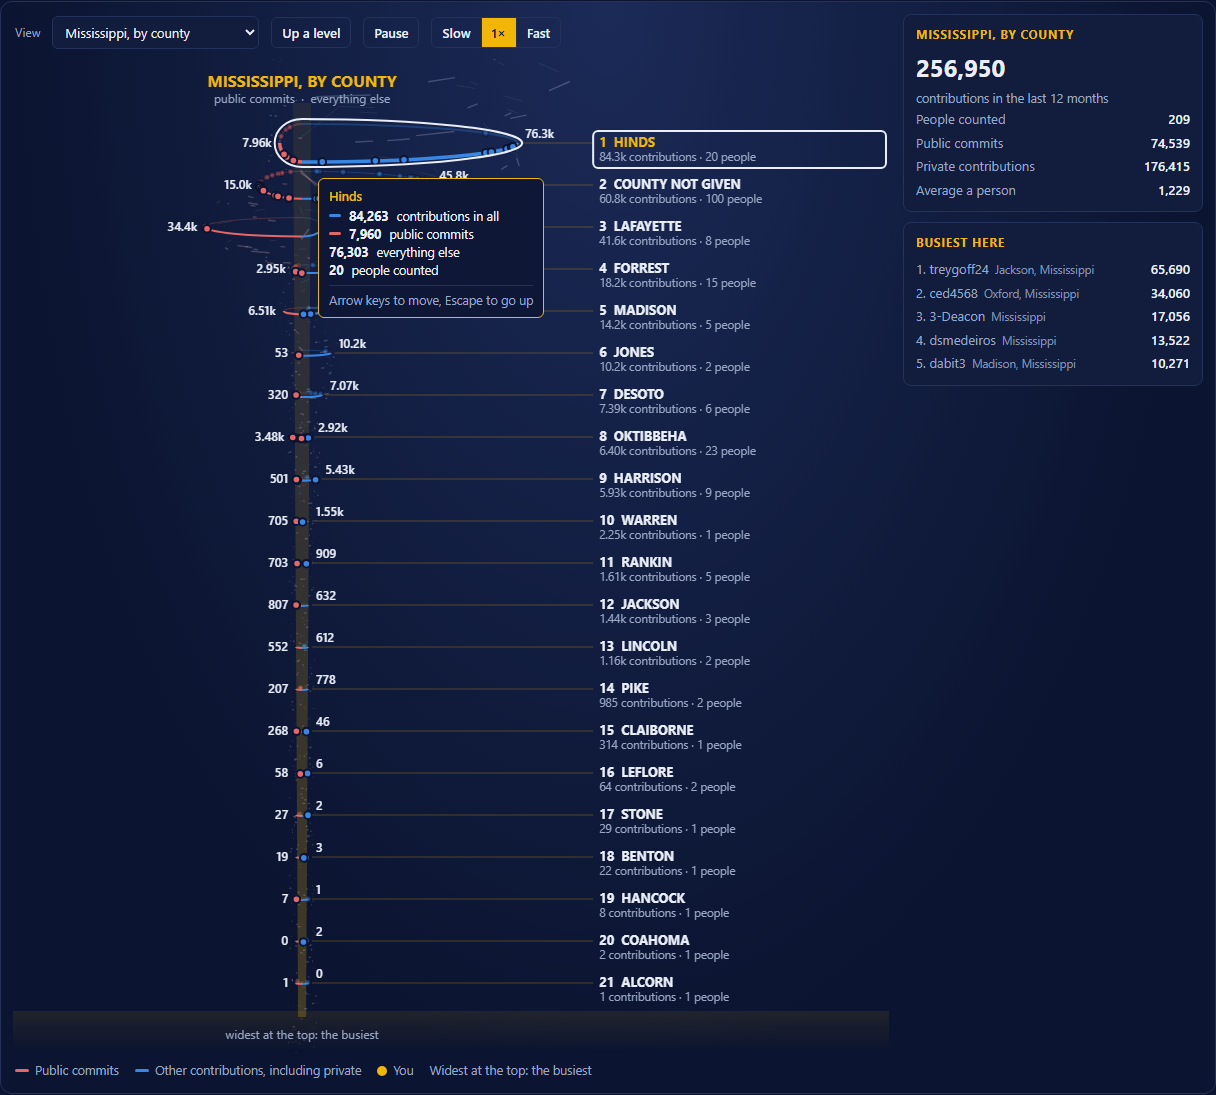 View
Mississippi, by county
Up a level
Pause
Slow
1×
Fast
MISSISSIPPI, BY COUNTY
public commits · everything else
7.96k
76.3k
1 HINDS
84.3k contributions · 20 people
15.0k
45.8k
2 COUNTY NOT GIVEN
60.8k contributions · 100 people
34.4k
3 LAFAYETTE
41.6k contributions · 8 people
2.95k
4 FORREST
18.2k contributions · 15 people
6.51k
5 MADISON
14.2k contributions · 5 people
Hinds
84,263 contributions in all
7,960 public commits
76,303 everything else
20 people counted
Arrow keys to move, Escape to go up
53
10.2k
6 JONES
10.2k contributions · 2 people
320
7.07k
7 DESOTO
7.39k contributions · 6 people
3.48k
2.92k
8 OKTIBBEHA
6.40k contributions · 23 people
501
5.43k
9 HARRISON
5.93k contributions · 9 people
705
1.55k
10 WARREN
2.25k contributions · 1 people
703
909
11 RANKIN
1.61k contributions · 5 people
807
632
12 JACKSON
1.44k contributions · 3 people
552
612
13 LINCOLN
1.16k contributions · 2 people
207
778
14 PIKE
985 contributions · 2 people
268
46
15 CLAIBORNE
314 contributions · 1 people
58
6
16 LEFLORE
64 contributions · 2 people
27
2
17 STONE
29 contributions · 1 people
19
3
18 BENTON
22 contributions · 1 people
7
1
19 HANCOCK
8 contributions · 1 people
0
2
20 COAHOMA
2 contributions · 1 people
1
0
21 ALCORN
1 contributions · 1 people
widest at the top: the busiest
Public commits
Other contributions, including private
You
Widest at the top: the busiest
MISSISSIPPI, BY COUNTY
256,950
contributions in the last 12 months
People counted 209
Public commits 74,539
Private contributions 176,415
Average a person 1,229
BUSIEST HERE
1. treygoff24 Jackson, Mississippi 65,690
2. ced4568 Oxford, Mississippi 34,060
3. 3-Deacon Mississippi 17,056
4. dsmedeiros Mississippi 13,522
5. dabit3 Madison, Mississippi 10,271